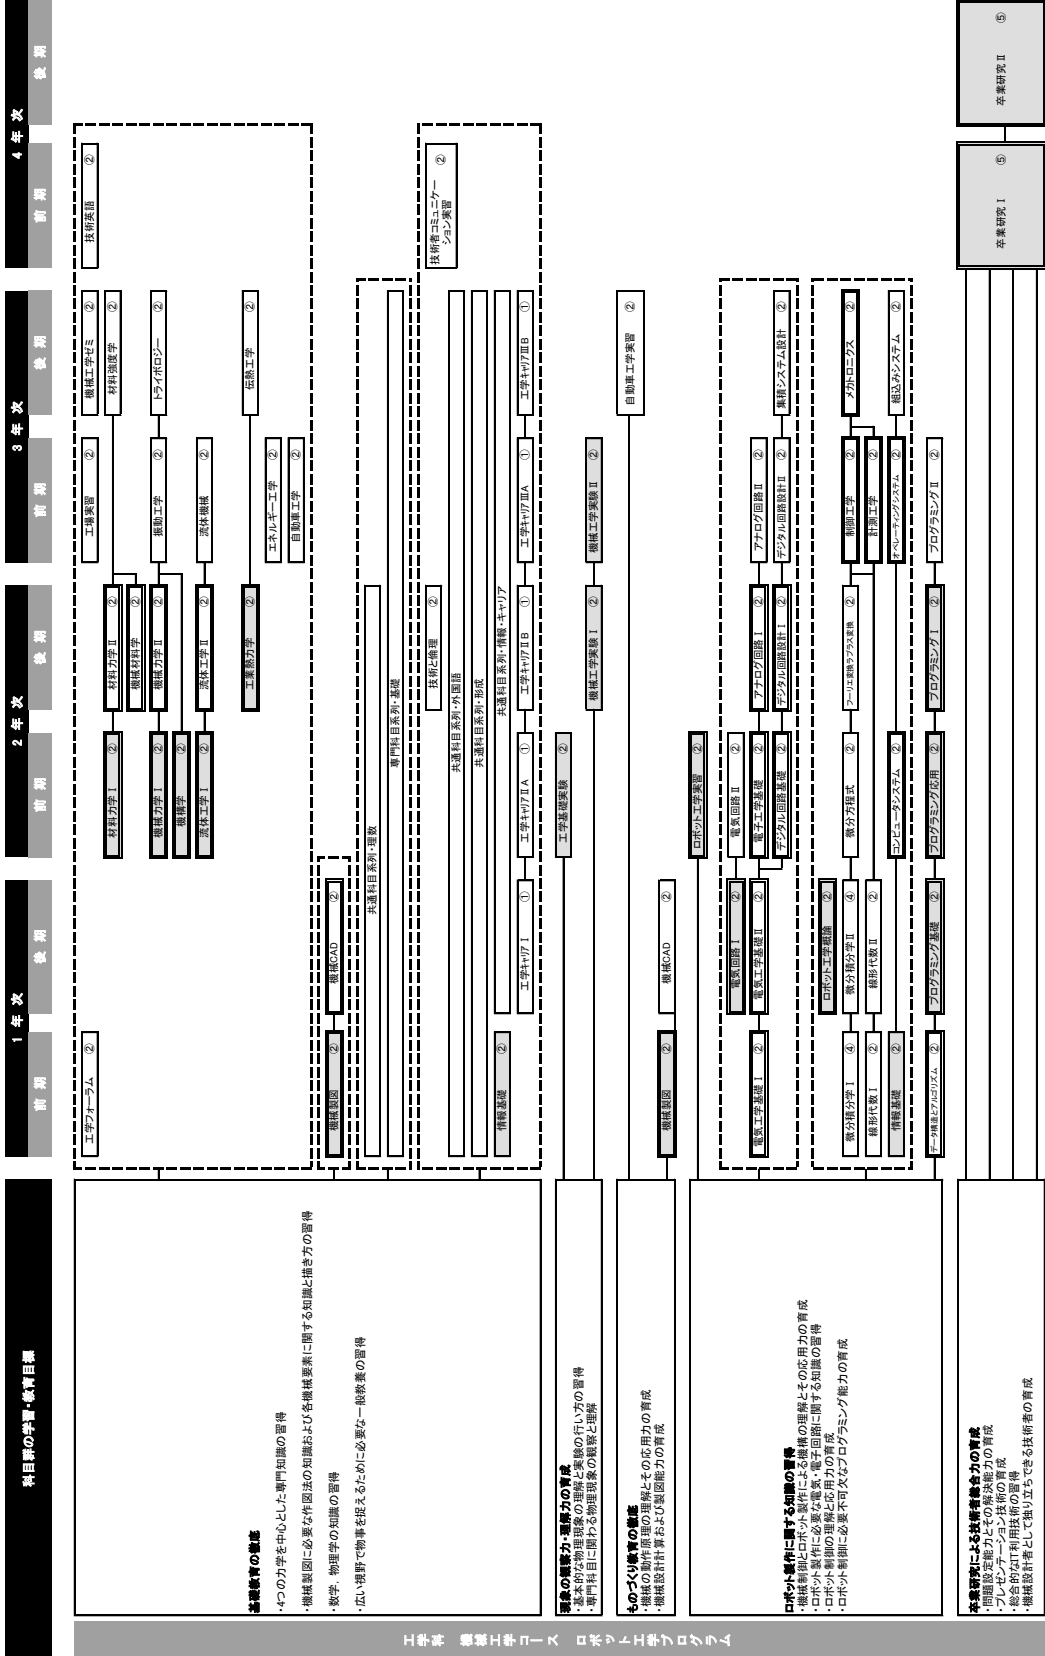 科目群の学習・教育目標
1 年 次
2 年 次
3 年 次
4 年 次
前 期
後 期
前 期
後 期
前 期
後 期
前 期
後 期
工学科 機械工学コース ロボット工学プログラム
基礎教育の徹底
・4つの力学を中心とした専門知識の習得
・機械製図に必要な作図法の知識および各機械要素に関する知識と描き方の習得
・数学，物理学の知識の習得
・広い視野で物事を捉えるために必要な一般教養の習得
工学フォーラム ②
工場実習 ②
機械工学ゼミ ②
技術英語 ②
材料力学Ⅰ ②
材料力学Ⅱ ②
材料強度学 ②
機械材料学 ②
機械力学Ⅰ ②
機械力学Ⅱ ②
振動工学 ②
トライボロジー ②
機構学 ②
流体工学Ⅰ ②
流体工学Ⅱ ②
流体機械 ②
工業熱力学 ②
伝熱工学 ②
エネルギー工学 ②
自動車工学 ②
機械製図 ②
機械CAD ②
共通科目系列・理数
専門科目系列・基礎
技術と倫理 ②
技術者コミュニケー
ション実習 ②
共通科目系列・外国語
共通科目系列・形成
情報基礎 ②
共通科目系列・情報・キャリア
工学キャリアⅠ ①
工学キャリアⅡA ①
工学キャリアⅡB ①
工学キャリアⅢA ①
工学キャリアⅢB ①
現象の観察力・理解力の育成
・基本的な物理現象の理解と実験の行い方の習得
・専門科目に関わる物理現象の観察と理解
工学基礎実験 ②
機械工学実験Ⅰ ②
機械工学実験Ⅱ ②
ものづくり教育の徹底
・機械の動作原理の理解とその応用力の育成
・機械設計計算および製図能力の育成
自動車工学実習 ②
機械製図 ②
機械CAD ②
ロボット製作に関する知識の習得
・機械制御とロボット製作による機構の理解とその応用力の育成
・ロボット製作に必要な電気・電子回路に関する知識の習得
・ロボット制御の理解と応用力の育成
・ロボット制御に必要不可欠なプログラミング能力の育成
ロボット工学実習 ②
電気回路Ⅰ ②
電気回路Ⅱ ②
電気工学基礎Ⅰ ②
電気工学基礎Ⅱ ②
電子工学基礎 ②
アナログ回路Ⅰ ②
アナログ回路Ⅱ ②
デジタル回路基礎 ②
デジタル回路設計Ⅰ ②
デジタル回路設計Ⅱ ②
集積システム設計 ②
ロボット工学概論 ②
微分積分学Ⅰ ④
微分積分学Ⅱ ④
微分方程式 ②
フーリエ変換ラプラス変換 ②
制御工学 ②
メカトロニクス ②
線形代数Ⅰ ②
線形代数Ⅱ ②
計測工学 ②
情報基礎 ②
コンピュータシステム ②
オペレーティングシステム ②
組込みシステム ②
データ構造とアルゴリズム ②
プログラミング基礎 ②
プログラミング応用 ②
プログラミングⅠ ②
プログラミングⅡ ②
卒業研究による技術者総合力の育成
・問題設定能力とその解決能力の育成
・プレゼンテーション技術の育成
・総合的なIT利用技術の習得
・機械設計者として独り立ちできる技術者の育成
卒業研究Ⅰ ⑤
卒業研究Ⅱ ⑤